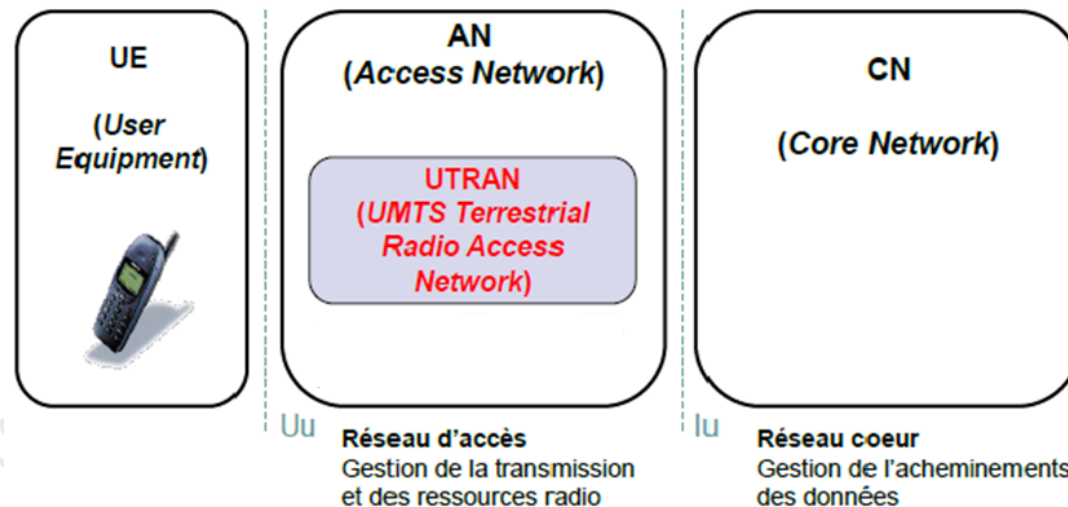 UE
(User
Equipment)
AN
(Access Network)
UTRAN
(UMTS Terrestrial
Radio Access
Network)
CN
(Core Network)
Uu
Réseau d'accès
Gestion de la transmission
et des ressources radio
Iu
Réseau coeur
Gestion de l'acheminements
des données